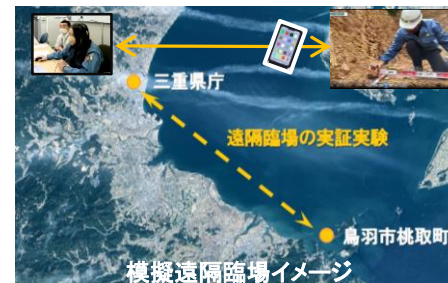 三重県庁
遠隔臨場の実証実験
鳥羽市桃取町
模擬遠隔臨場イメージ